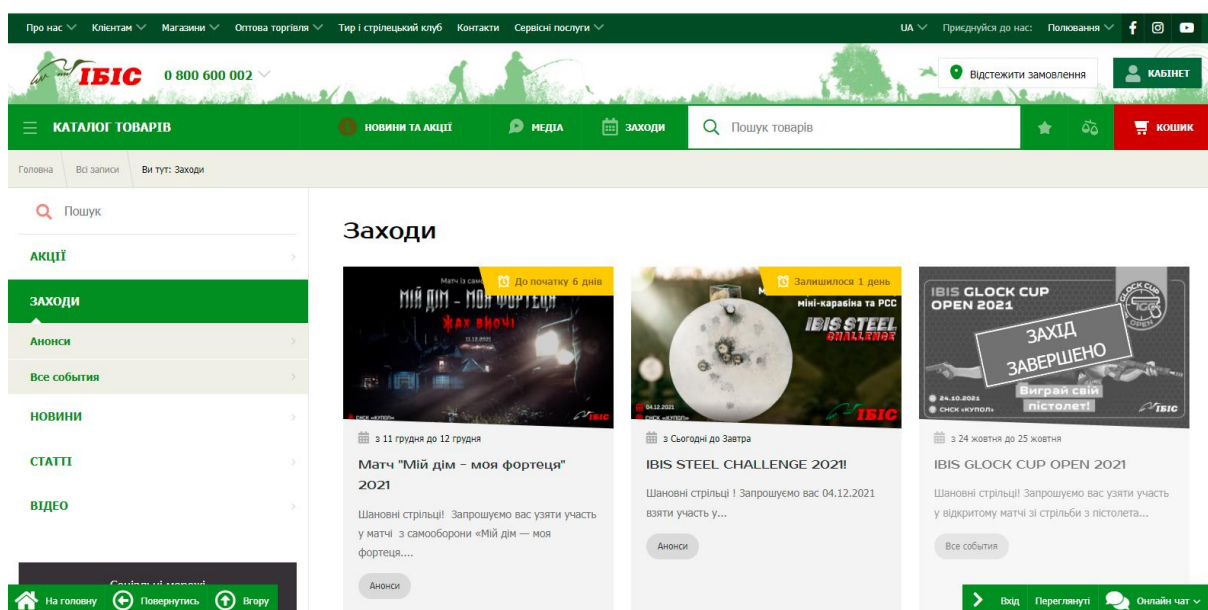 Про нас Клієнтам Магазини Оптова торгівля Тир і стрілецький клуб Контакти Сервісні послуги UA Приєднуйся до нас: Полювання
ІБІС 0 800 600 002 Відстежити замовлення КАБІНЕТ
КАТАЛОГ ТОВАРІВ НОВИНИ ТА АКЦІЇ МЕДІА ЗАХОДИ Пошук товарів КОШИК
Головна Всі записи Ви тут: Заходи
Пошук
АКЦІЇ
ЗАХОДИ
Анонси
Все события
НОВИНИ
СТАТТІ
ВІДЕО
Соціальні мережі
Заходи
До початку 6 днів
Матч із
МІЙ ДІМ – МОЯ ФОРТЕЦЯ
ЖАХ ВНОЧІ
11.12.2021
СНСК «КУПОЛ»
ІБІС
з 11 грудня до 12 грудня
Матч "Мій дім – моя фортеця"
2021
Шановні стрільці! Запрошуємо вас узяти участь
у матчі з самооборони «Мій дім — моя
фортеця....
Анонси
Залишилося 1 день
міні-карабіна та РСС
IBIS STEEL
CHALLENGE
04.12.2021
СНСК «КУПОЛ»
ІБІС
з Сьогодні до Завтра
IBIS STEEL CHALLENGE 2021!
Шановні стрільці ! Запрошуємо вас 04.12.2021
взяти участь у...
Анонси
IBIS GLOCK CUP
OPEN 2021
GLOCK CUP
OPEN
ЗАХІД
ЗАВЕРШЕНО
Виграй свій
пістолет!
24.10.2021
СНСК «КУПОЛ»
ІБІС
з 24 жовтня до 25 жовтня
IBIS GLOCK CUP OPEN 2021
Шановні стрільці! Запрошуємо вас узяти участь
у відкритому матчі зі стрільби з пістолета...
Все события
На головну Повернутись Вгору Вхід Переглянуті Онлайн чат